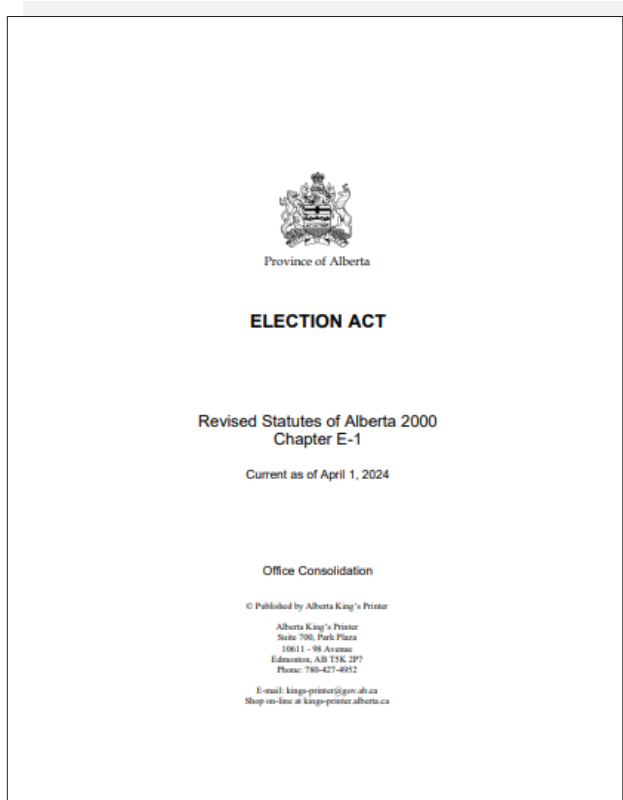 Province of Alberta
ELECTION ACT
Revised Statutes of Alberta 2000
Chapter E-1
Current as of April 1, 2024
Office Consolidation
© Published by Alberta King's Printer
Alberta King's Printer
Suite 700, Park Plaza
10611 - 98 Avenue
Edmonton, AB T5K 2P7
Phone: 780-427-4952
E-mail: kings-printer@gov.ab.ca
Shop on-line at kings-printer.alberta.ca